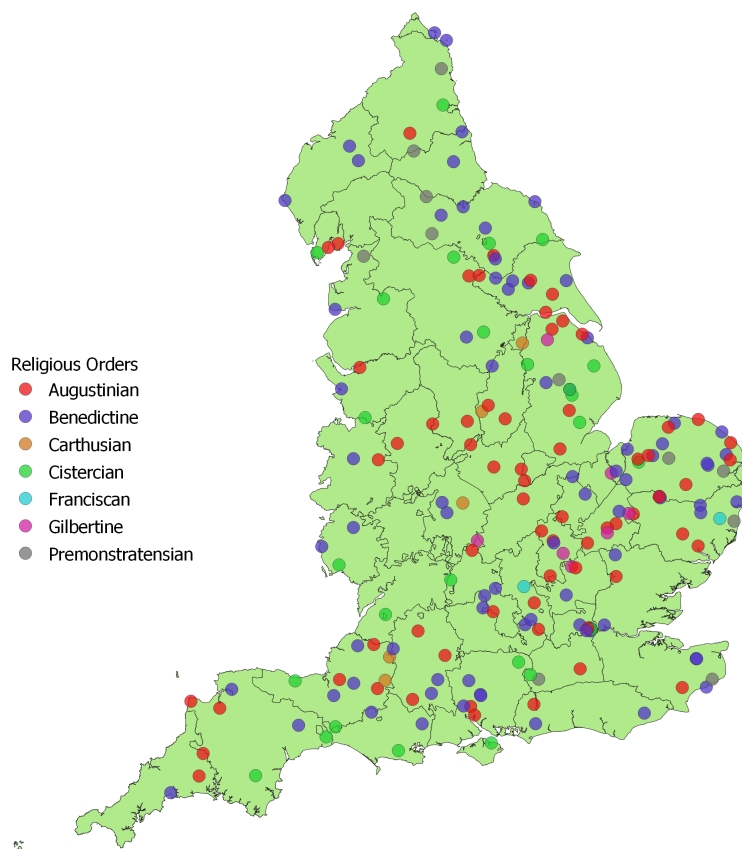 Religious Orders
Augustinian
Benedictine
Carthusian
Cistercian
Franciscan
Gilbertine
Premonstratensian